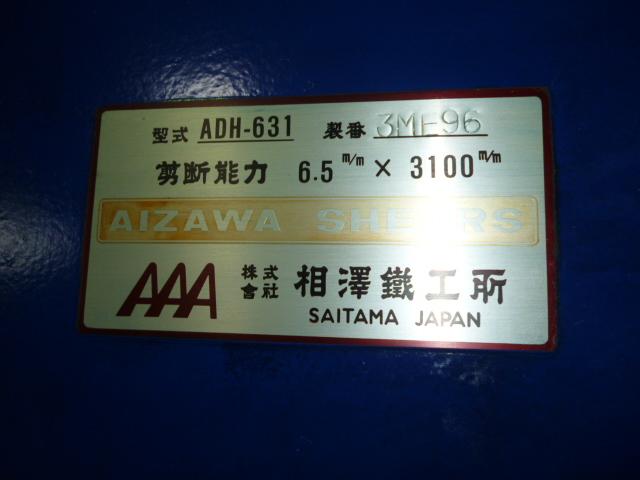 型式 ADH-631 製番 3MF96
剪断能力 6.5 m/m × 3100 m/m
AIZAWA SHEARS
AAA 株式會社 相澤鐵工所
SAITAMA JAPAN